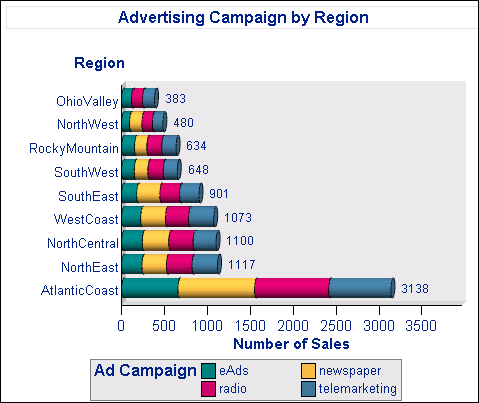 Advertising Campaign by Region
Region
OhioValley 383
NorthWest 480
RockyMountain 634
SouthWest 648
SouthEast 901
WestCoast 1073
NorthCentral 1100
NorthEast 1117
AtlanticCoast 3138
0 500 1000 1500 2000 2500 3000 3500
Number of Sales
Ad Campaign eAds newspaper
radio telemarketing